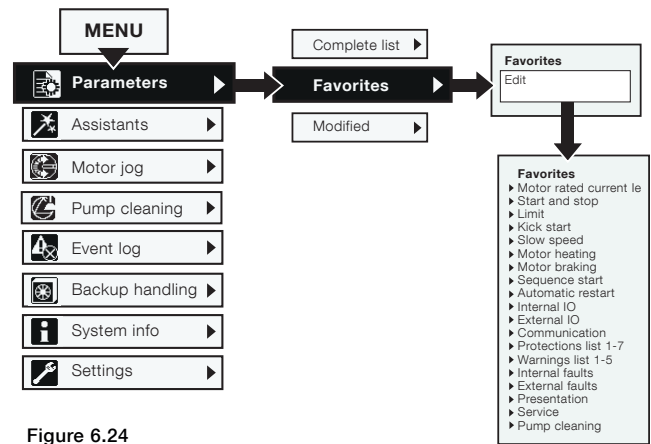 MENU
Parameters
Assistants
Motor jog
Pump cleaning
Event log
Backup handling
System info
Settings
Complete list
Favorites
Modified
Favorites
Edit
Favorites
Motor rated current le
Start and stop
Limit
Kick start
Slow speed
Motor heating
Motor braking
Sequence start
Automatic restart
Internal IO
External IO
Communication
Protections list 1-7
Warnings list 1-5
Internal faults
External faults
Presentation
Service
Pump cleaning
Figure 6.24